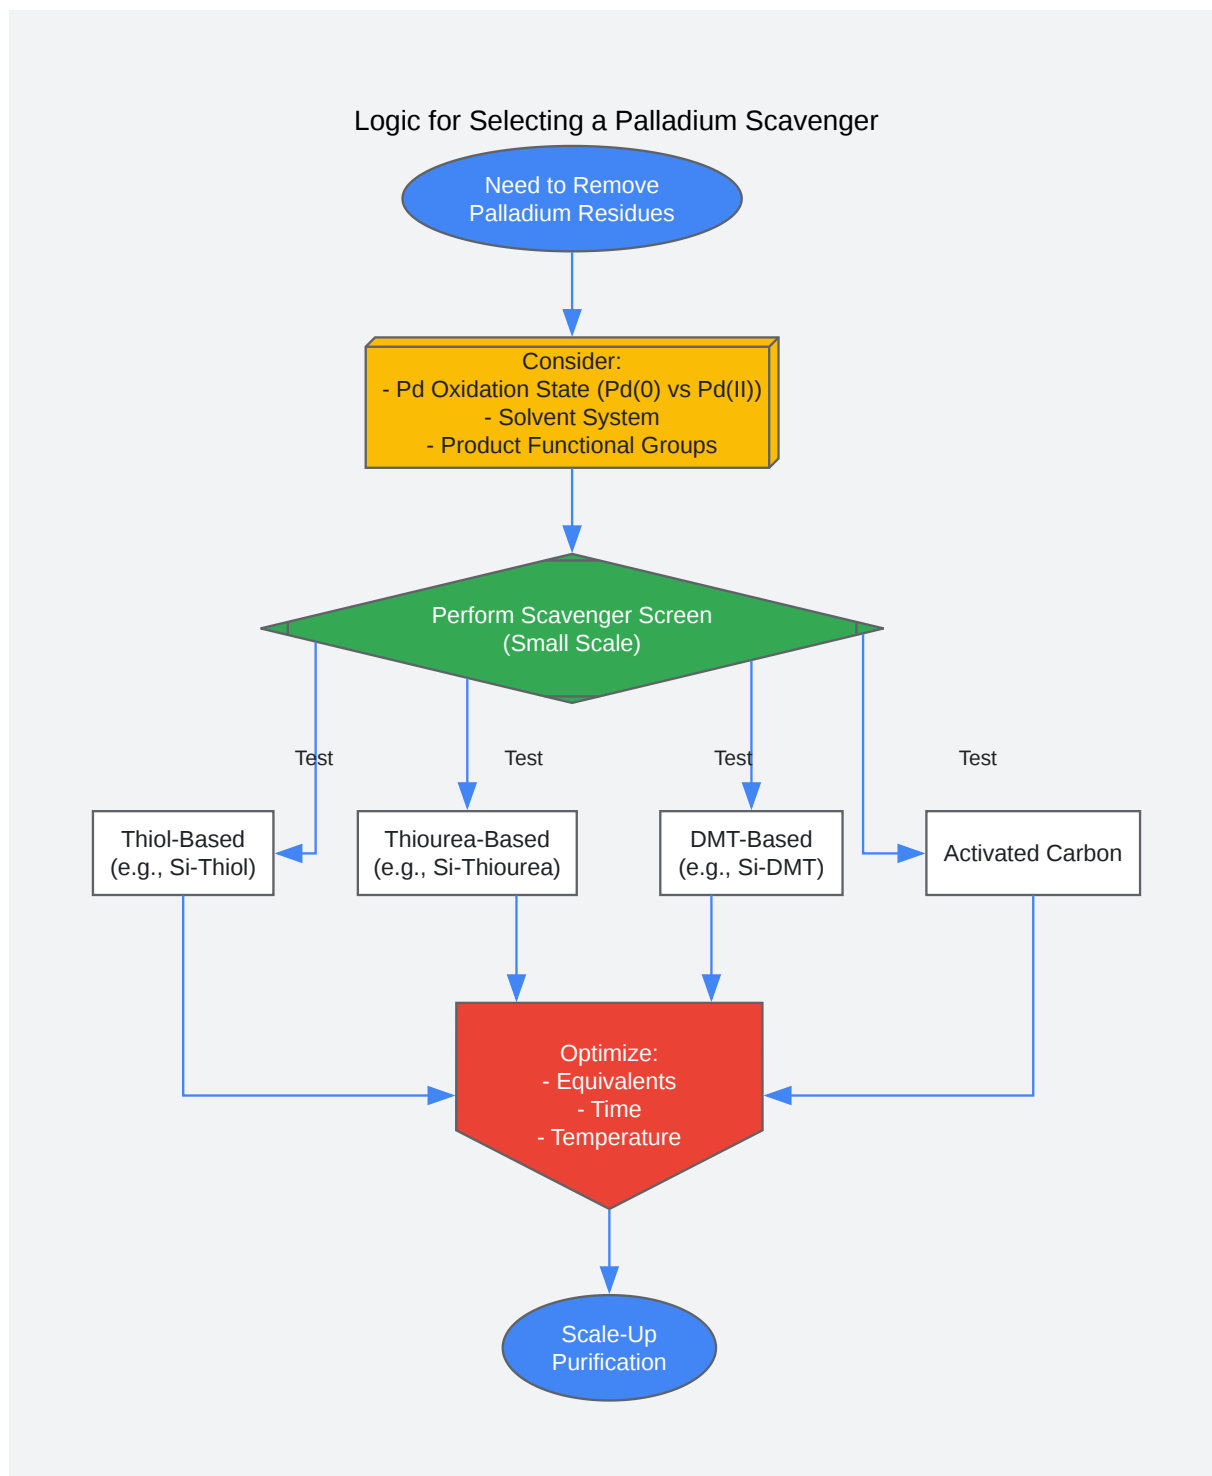 Logic for Selecting a Palladium Scavenger
Need to Remove
Palladium Residues
Consider:
- Pd Oxidation State (Pd(0) vs Pd(II))
- Solvent System
- Product Functional Groups
Perform Scavenger Screen
(Small Scale)
Test
Test
Test
Test
Thiol-Based
(e.g., Si-Thiol)
Thiourea-Based
(e.g., Si-Thiourea)
DMT-Based
(e.g., Si-DMT)
Activated Carbon
Optimize:
- Equivalents
- Time
- Temperature
Scale-Up
Purification